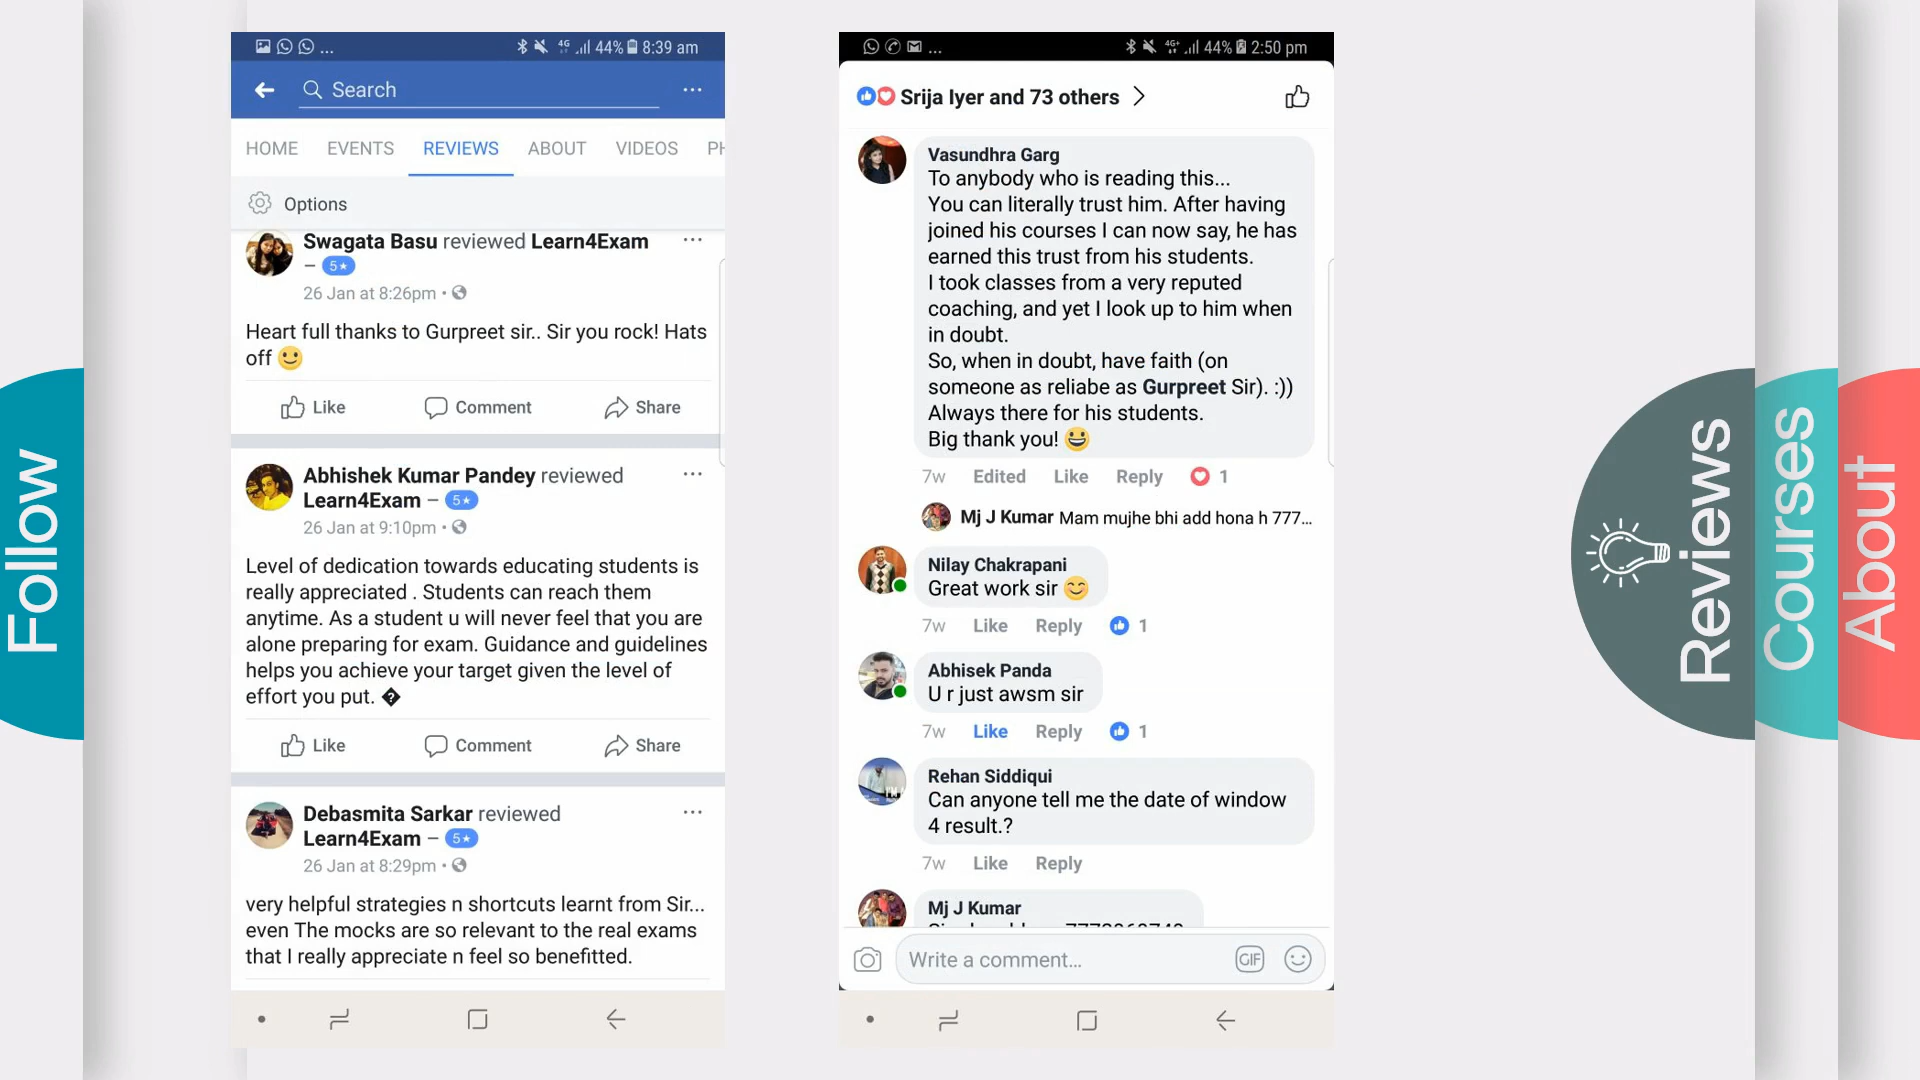 Follow
... 4G 44% 8:39 am
Search
HOME EVENTS REVIEWS ABOUT VIDEOS PH
Options
Swagata Basu reviewed Learn4Exam
– 5★
26 Jan at 8:26pm •
Heart full thanks to Gurpreet sir.. Sir you rock! Hats
off 🙂
Like Comment Share
Abhishek Kumar Pandey reviewed
Learn4Exam – 5★
26 Jan at 9:10pm •
Level of dedication towards educating students is
really appreciated . Students can reach them
anytime. As a student u will never feel that you are
alone preparing for exam. Guidance and guidelines
helps you achieve your target given the level of
effort you put. �
Like Comment Share
Debasmita Sarkar reviewed
Learn4Exam – 5★
26 Jan at 8:29pm •
very helpful strategies n shortcuts learnt from Sir...
even The mocks are so relevant to the real exams
that I really appreciate n feel so benefitted.
... 4G+ 44% 2:50 pm
Srija Iyer and 73 others
Vasundhra Garg
To anybody who is reading this...
You can literally trust him. After having
joined his courses I can now say, he has
earned this trust from his students.
I took classes from a very reputed
coaching, and yet I look up to him when
in doubt.
So, when in doubt, have faith (on
someone as reliabe as Gurpreet Sir). :))
Always there for his students.
Big thank you! 😀
7w Edited Like Reply 1
Mj J Kumar Mam mujhe bhi add hona h 777...
Nilay Chakrapani
Great work sir 😊
7w Like Reply 1
Abhisek Panda
U r just awsm sir
7w Like Reply 1
Rehan Siddiqui
Can anyone tell me the date of window
4 result.?
7w Like Reply
Mj J Kumar
Write a comment...
GIF
Reviews
Courses
About